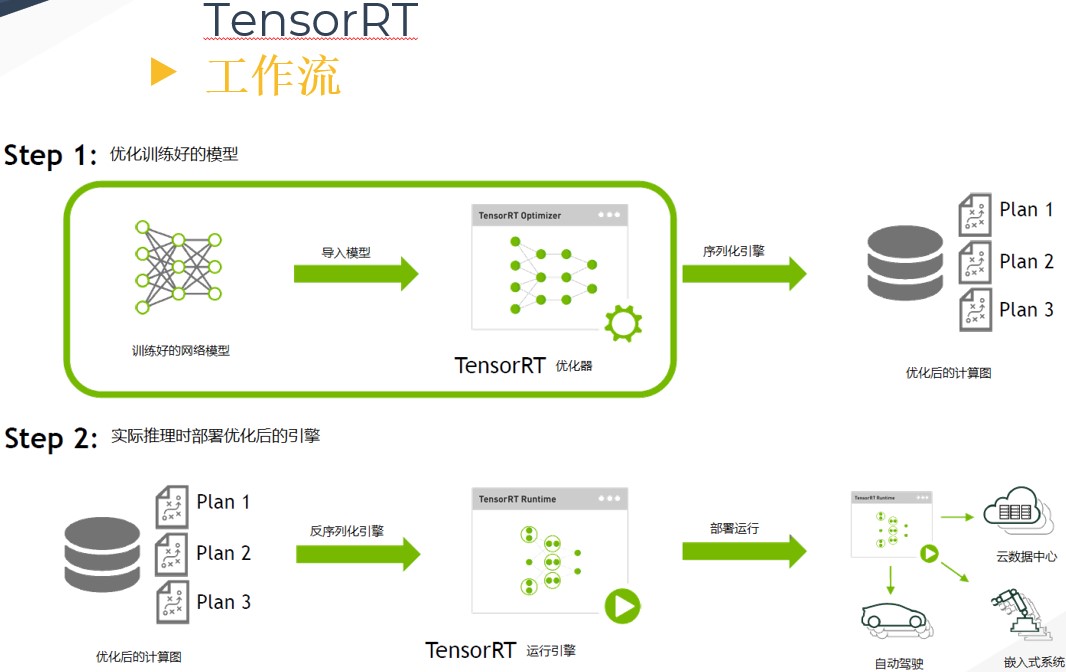 TensorRT
工作流
Step 1: 优化训练好的模型
导入模型
TensorRT Optimizer
序列化引擎
Plan 1
Plan 2
Plan 3
训练好的网络模型
TensorRT 优化器
优化后的计算图
Step 2: 实际推理时部署优化后的引擎
Plan 1
Plan 2
Plan 3
反序列化引擎
TensorRT Runtime
部署运行
TensorRT Runtime
云数据中心
优化后的计算图
TensorRT 运行引擎
自动驾驶
嵌入式系统